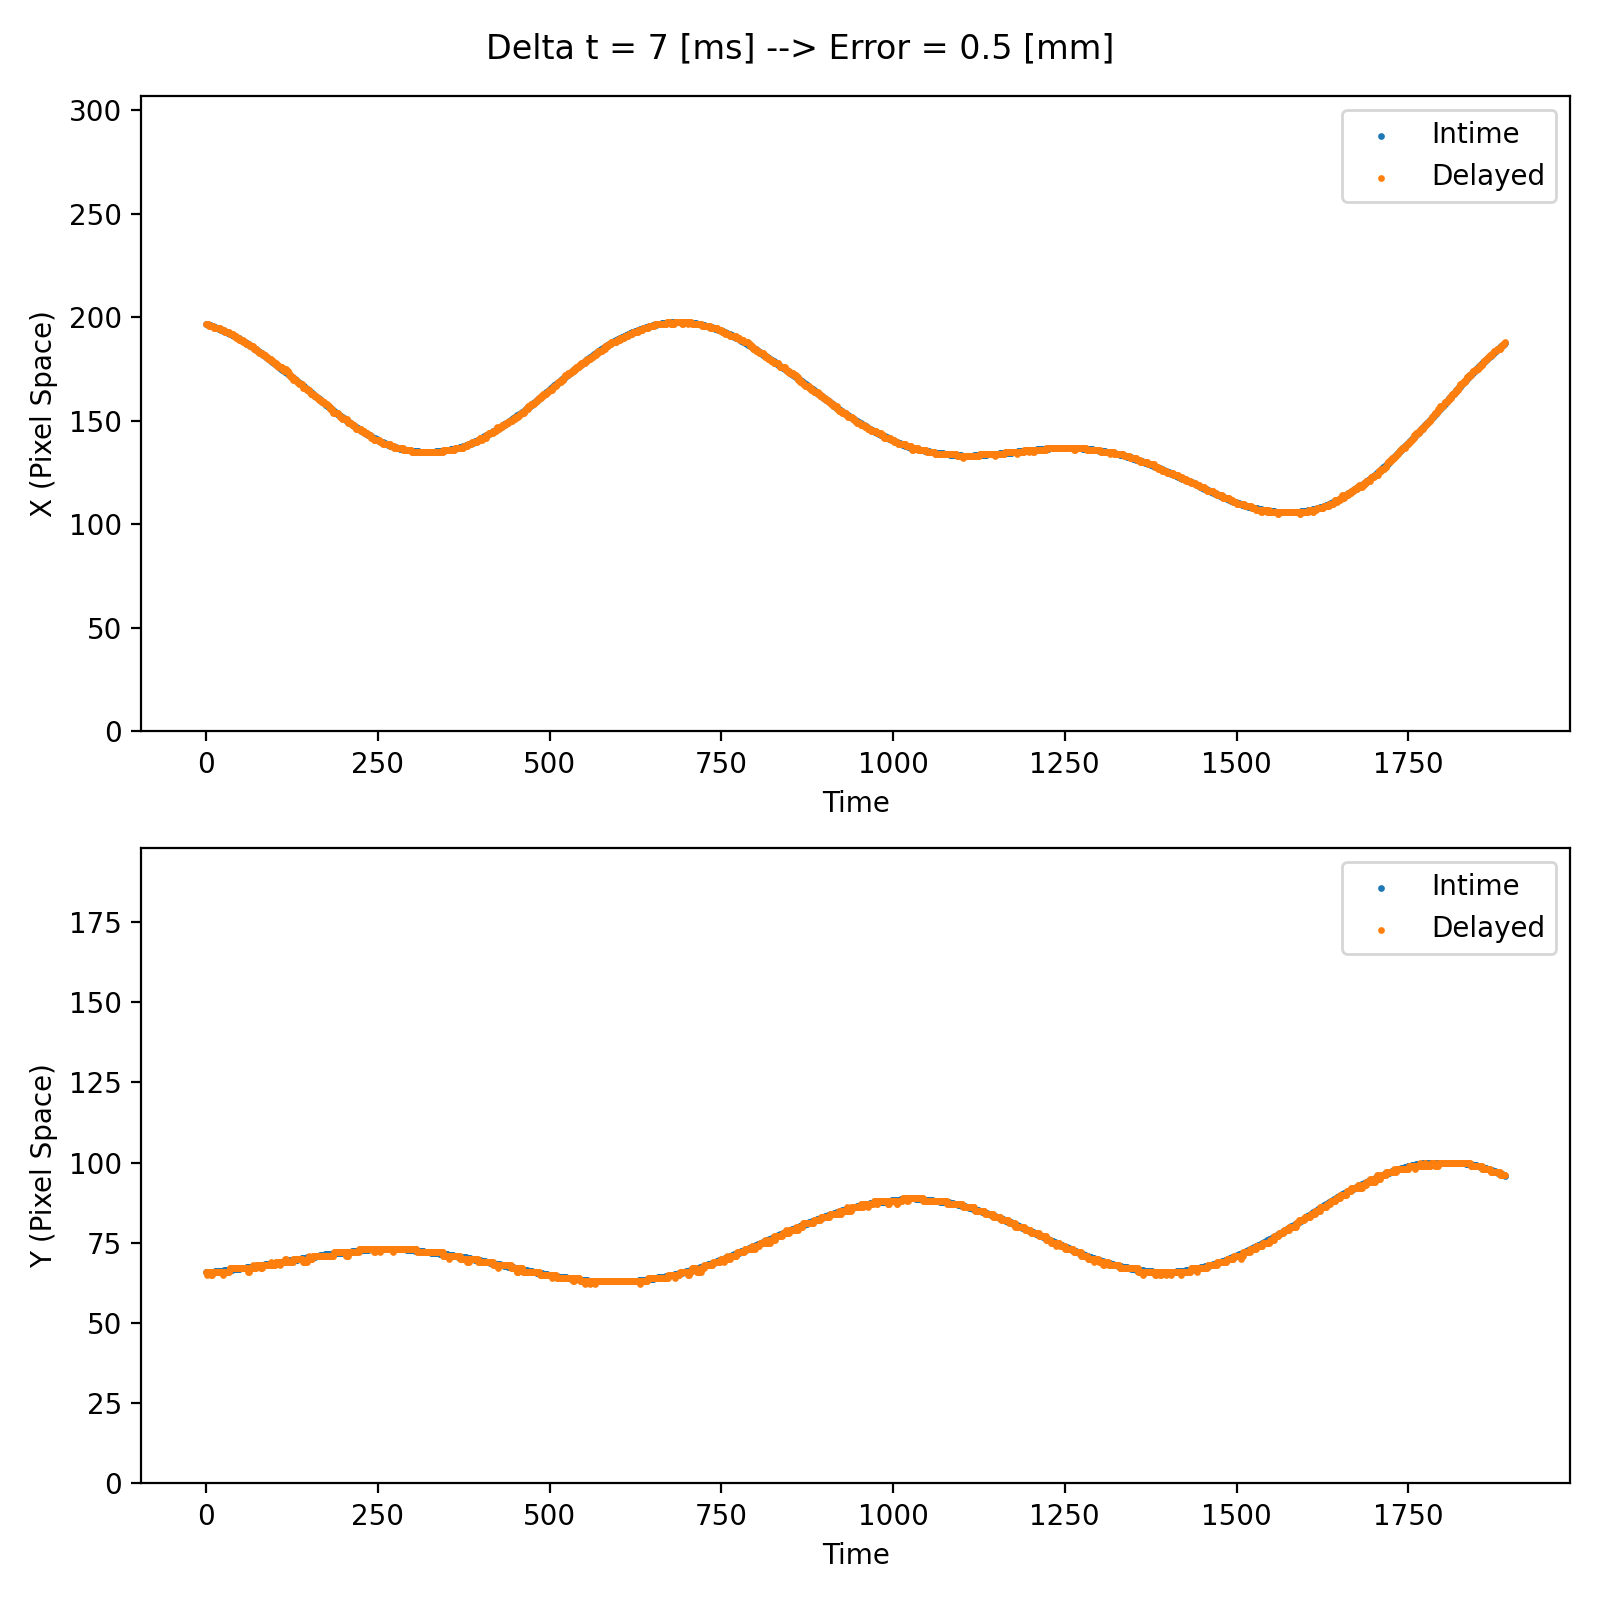 Delta t = 7 [ms] --> Error = 0.5 [mm]
300
250
200
150
100
50
0
X (Pixel Space)
Intime
Delayed
0 250 500 750 1000 1250 1500 1750
Time
175
150
125
100
75
50
25
0
Y (Pixel Space)
Intime
Delayed
0 250 500 750 1000 1250 1500 1750
Time